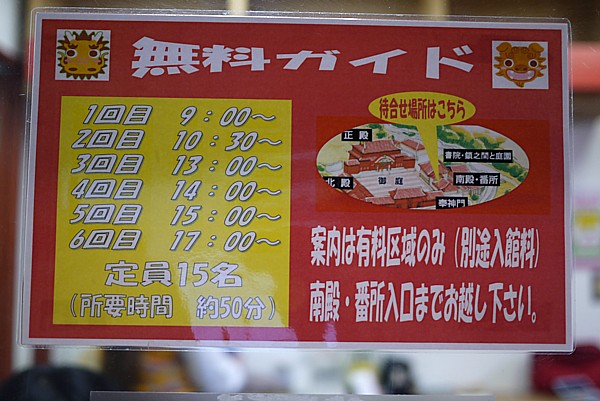 無料ガイド
1回目 9：00～
2回目 10：30～
3回目 13：00～
4回目 14：00～
5回目 15：00～
6回目 17：00～
定員15名
（所要時間 約50分）
待合せ場所はこちら
正殿
書院・鎖之間と庭園
北殿
御庭
南殿・番所
奉神門
案内は有料区域のみ（別途入館料）
南殿・番所入口までお越し下さい。